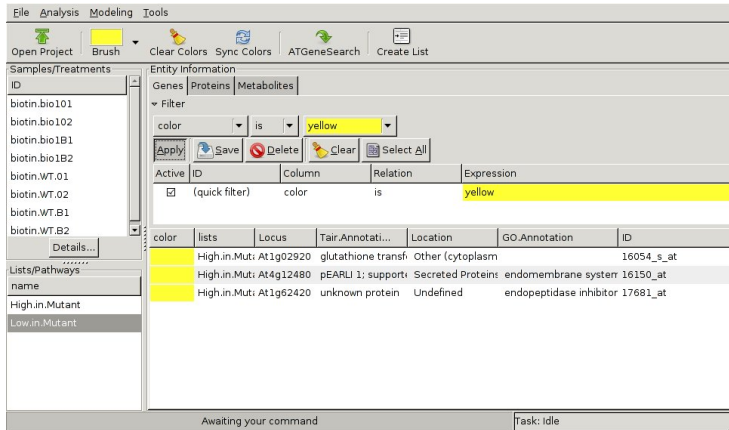 File Analysis Modeling Tools
Open Project Brush Clear Colors Sync Colors ATGeneSearch Create List
Samples/Treatments
ID
biotin.bio101
biotin.bio102
biotin.bio1B1
biotin.bio1B2
biotin.WT.01
biotin.WT.02
biotin.WT.B1
biotin.WT.B2
Details...
Lists/Pathways
name
High.in.Mutant
Low.in.Mutant
Entity Information
Genes Proteins Metabolites
Filter
color is yellow
Apply Save Delete Clear Select All
Active ID Column Relation Expression
(quick filter) color is yellow
color lists Locus Tair.Annotati... Location GO.Annotation ID
High.in.Muta At1g02920 glutathione transfe Other (cytoplasm 16054_s_at
High.in.Muta At4g12480 pEARLI 1; supporte Secreted Proteins endomembrane system 16150_at
High.in.Muta At1g62420 unknown protein Undefined endopeptidase inhibitor 17681_at
Awaiting your command Task: Idle